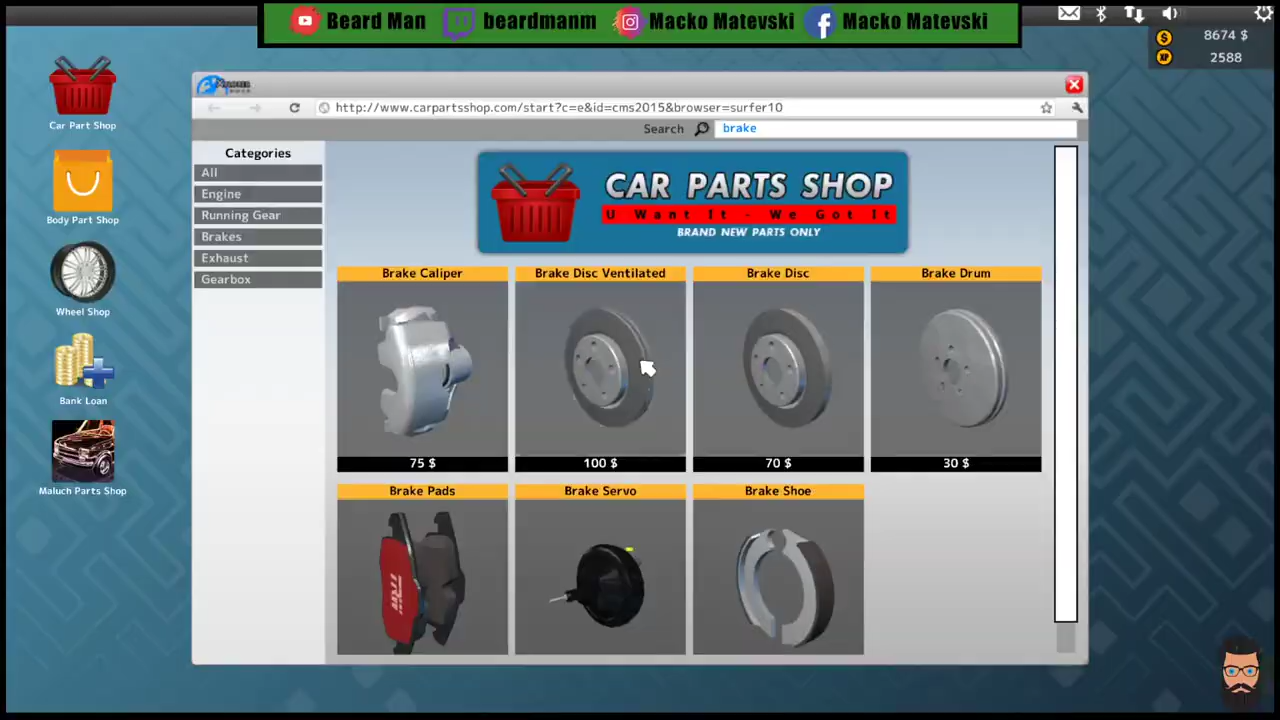 Beard Man
beardmanm
Macko Matevski
Macko Matevski
8674 $
2588
Car Part Shop
Body Part Shop
Wheel Shop
Bank Loan
Maluch Parts Shop
http://www.carpartsshop.com/start?c=e&id=cms2015&browser=surfer10
Search
brake
Categories
All
Engine
Running Gear
Brakes
Exhaust
Gearbox
CAR PARTS SHOP
U Want It - We Got It
BRAND NEW PARTS ONLY
Brake Caliper
75 $
Brake Disc Ventilated
100 $
Brake Disc
70 $
Brake Drum
30 $
Brake Pads
TRW
Brake Servo
Brake Shoe